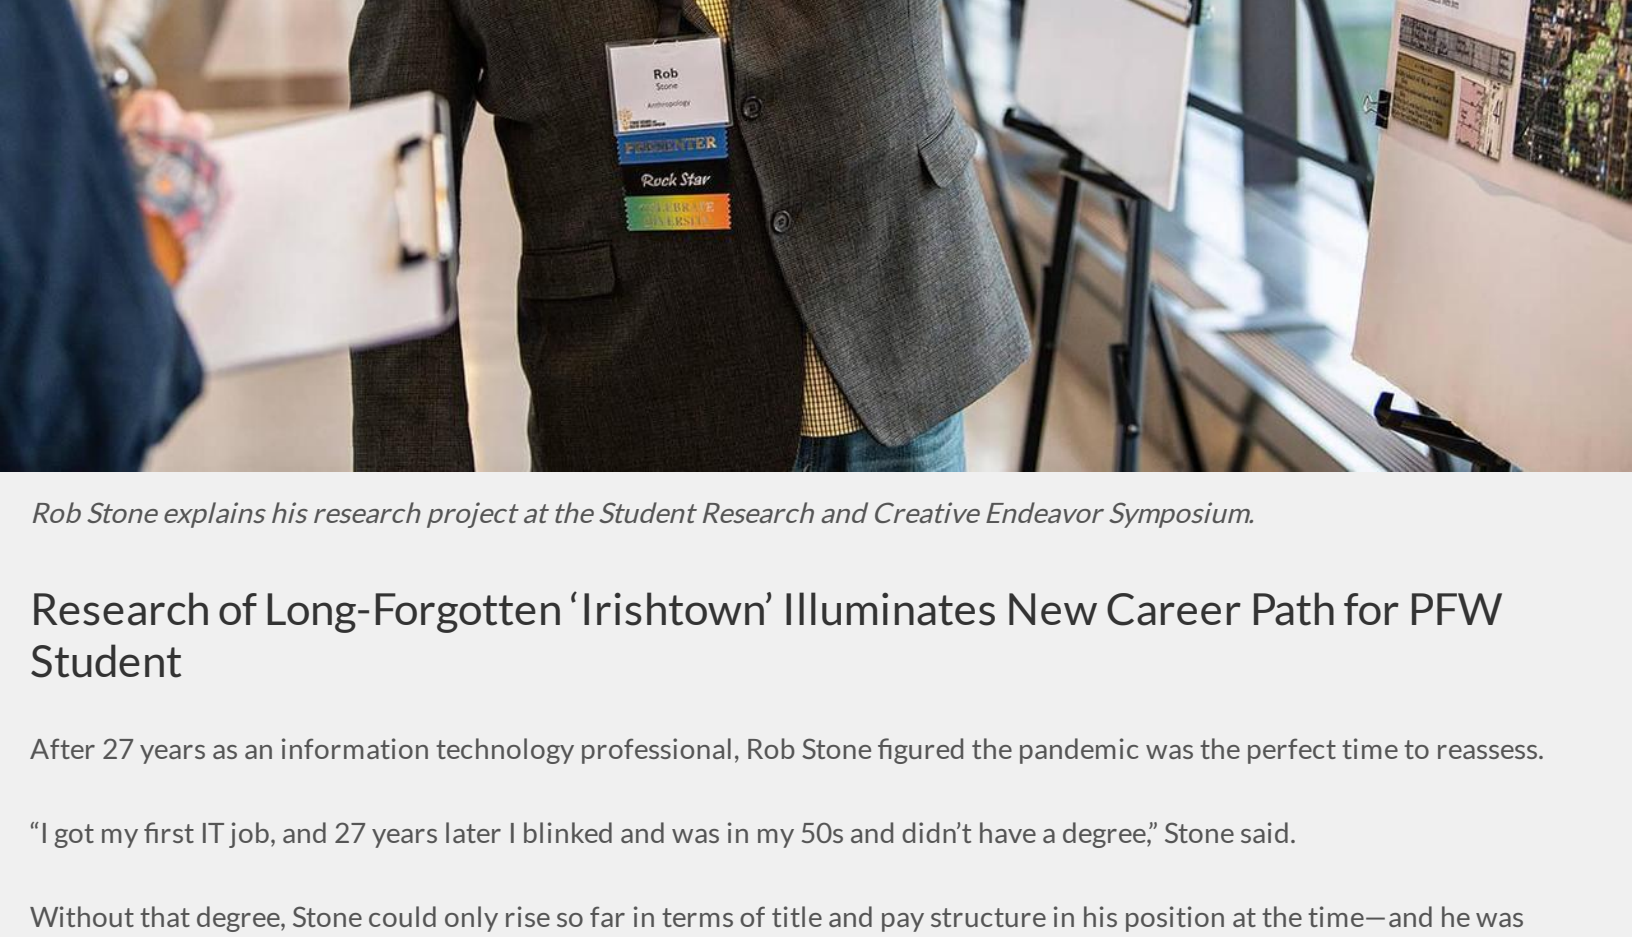 Rob
Stone
Anthropology
PRESENTER
Rock Star
CELEBRATE
DIVERSITY
Rob Stone explains his research project at the Student Research and Creative Endeavor Symposium.
Research of Long-Forgotten ‘Irishtown’ Illuminates New Career Path for PFW
Student
After 27 years as an information technology professional, Rob Stone figured the pandemic was the perfect time to reassess.
“I got my first IT job, and 27 years later I blinked and was in my 50s and didn’t have a degree,” Stone said.
Without that degree, Stone could only rise so far in terms of title and pay structure in his position at the time—and he was